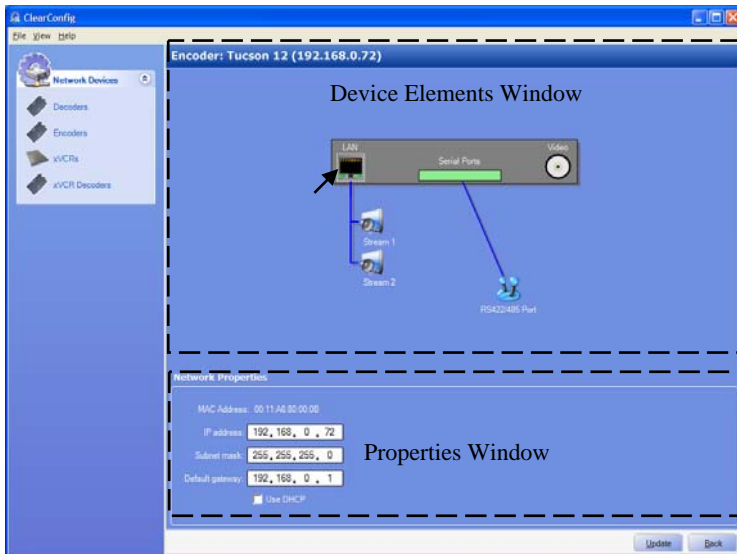 ClearConfig
File View Help
Encoder: Tucson 12 (192.168.0.72)
Network Devices
Decoders
Encoders
xVCRs
xVCR Decoders
Device Elements Window
LAN
Serial Ports
Video
Stream 1
Stream 2
RS422/485 Port
Network Properties
MAC Address: 00:11:A6:80:00:00
IP address: 192 . 168 . 0 . 72
Subnet mask: 255 . 255 . 255 . 0
Default gateway: 192 . 168 . 0 . 1
Use DHCP
Properties Window
Update Back